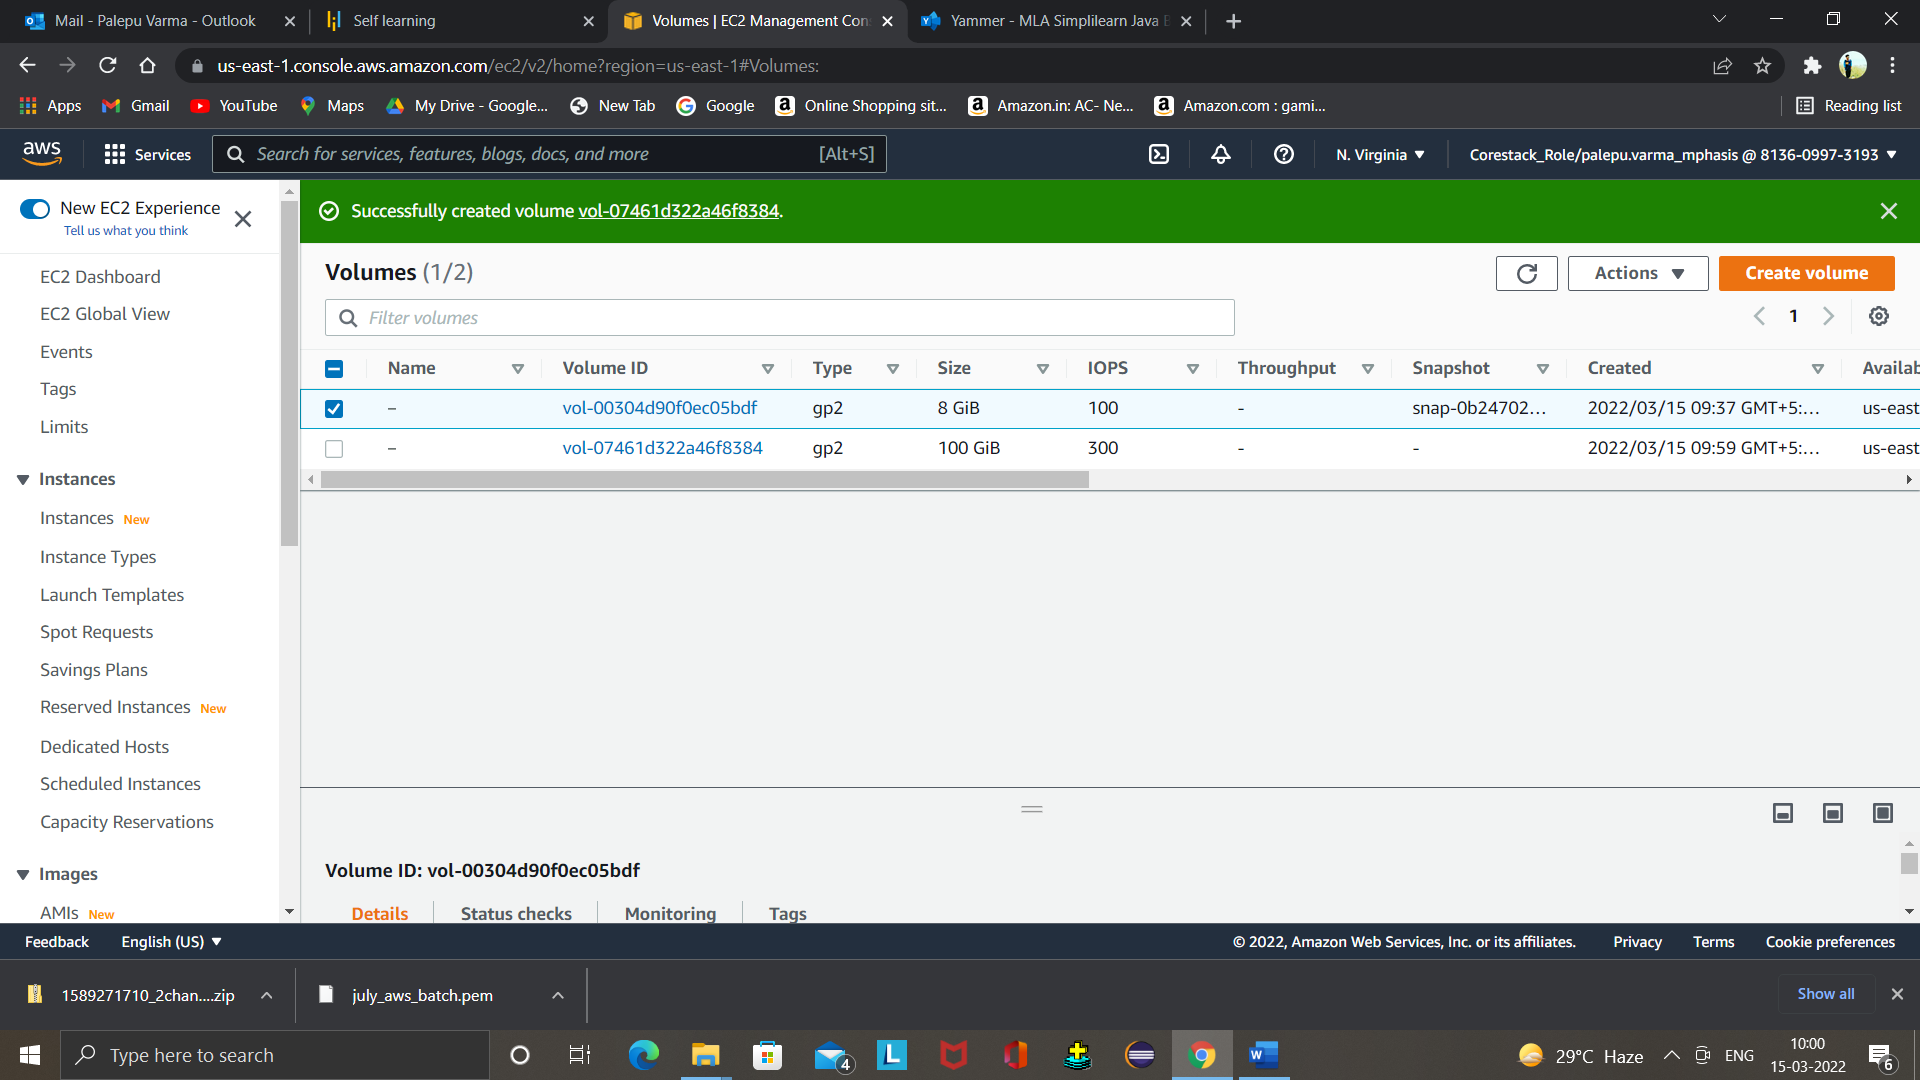 Mail - Palepu Varma - Outlook
Self learning
Volumes | EC2 Management Con
Yammer - MLA Simplilearn Java
us-east-1.console.aws.amazon.com/ec2/v2/home?region=us-east-1#Volumes:
Apps
Gmail
YouTube
Maps
My Drive - Google...
New Tab
Google
Online Shopping sit...
Amazon.in: AC- Ne...
Amazon.com : gami...
Reading list
aws
Services
Search for services, features, blogs, docs, and more
[Alt+S]
N. Virginia
Corestack_Role/palepu.varma_mphasis @ 8136-0997-3193
New EC2 Experience
Tell us what you think
EC2 Dashboard
EC2 Global View
Events
Tags
Limits
Instances
Instances New
Instance Types
Launch Templates
Spot Requests
Savings Plans
Reserved Instances New
Dedicated Hosts
Scheduled Instances
Capacity Reservations
Images
AMIs New
Successfully created volume vol-07461d322a46f8384.
Volumes (1/2)
Actions
Create volume
Filter volumes
1
Name Volume ID Type Size IOPS Throughput Snapshot Created Availab
– vol-00304d90f0ec05bdf gp2 8 GiB 100 - snap-0b24702... 2022/03/15 09:37 GMT+5:... us-east
– vol-07461d322a46f8384 gp2 100 GiB 300 - - 2022/03/15 09:59 GMT+5:... us-east
Volume ID: vol-00304d90f0ec05bdf
Details
Status checks
Monitoring
Tags
Feedback
English (US)
© 2022, Amazon Web Services, Inc. or its affiliates.
Privacy
Terms
Cookie preferences
1589271710_2chan....zip
july_aws_batch.pem
Show all
Type here to search
4
L
W
29°C Haze
ENG
10:00
15-03-2022
6